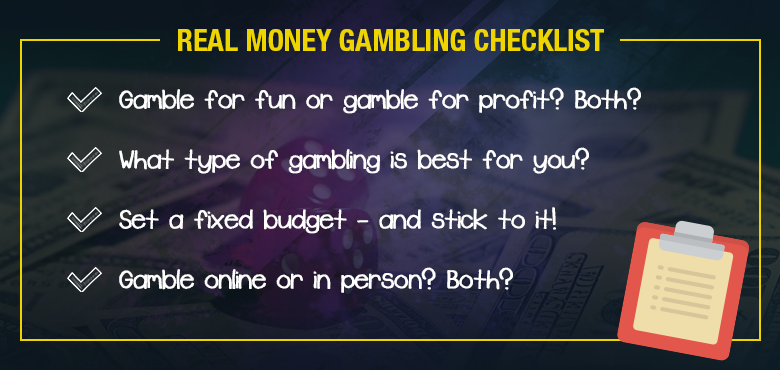 REAL MONEY GAMBLING CHECKLIST
Gamble for fun or gamble for profit? Both?
What type of gambling is best for you?
Set a fixed budget - and stick to it!
Gamble online or in person? Both?